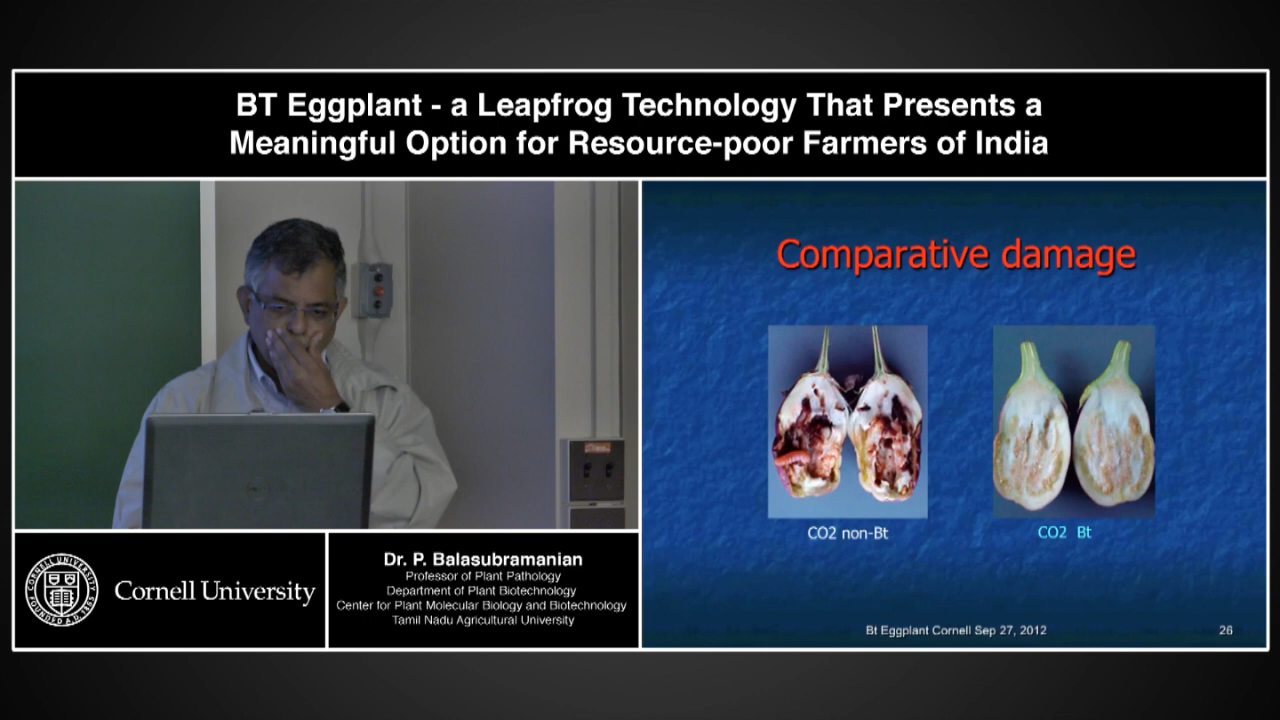 BT Eggplant - a Leapfrog Technology That Presents a
Meaningful Option for Resource-poor Farmers of India
Comparative damage
CO2 non-Bt
CO2 Bt
Bt Eggplant Cornell Sep 27, 2012
26
Cornell University
Dr. P. Balasubramanian
Professor of Plant Pathology
Department of Plant Biotechnology
Center for Plant Molecular Biology and Biotechnology
Tamil Nadu Agricultural University